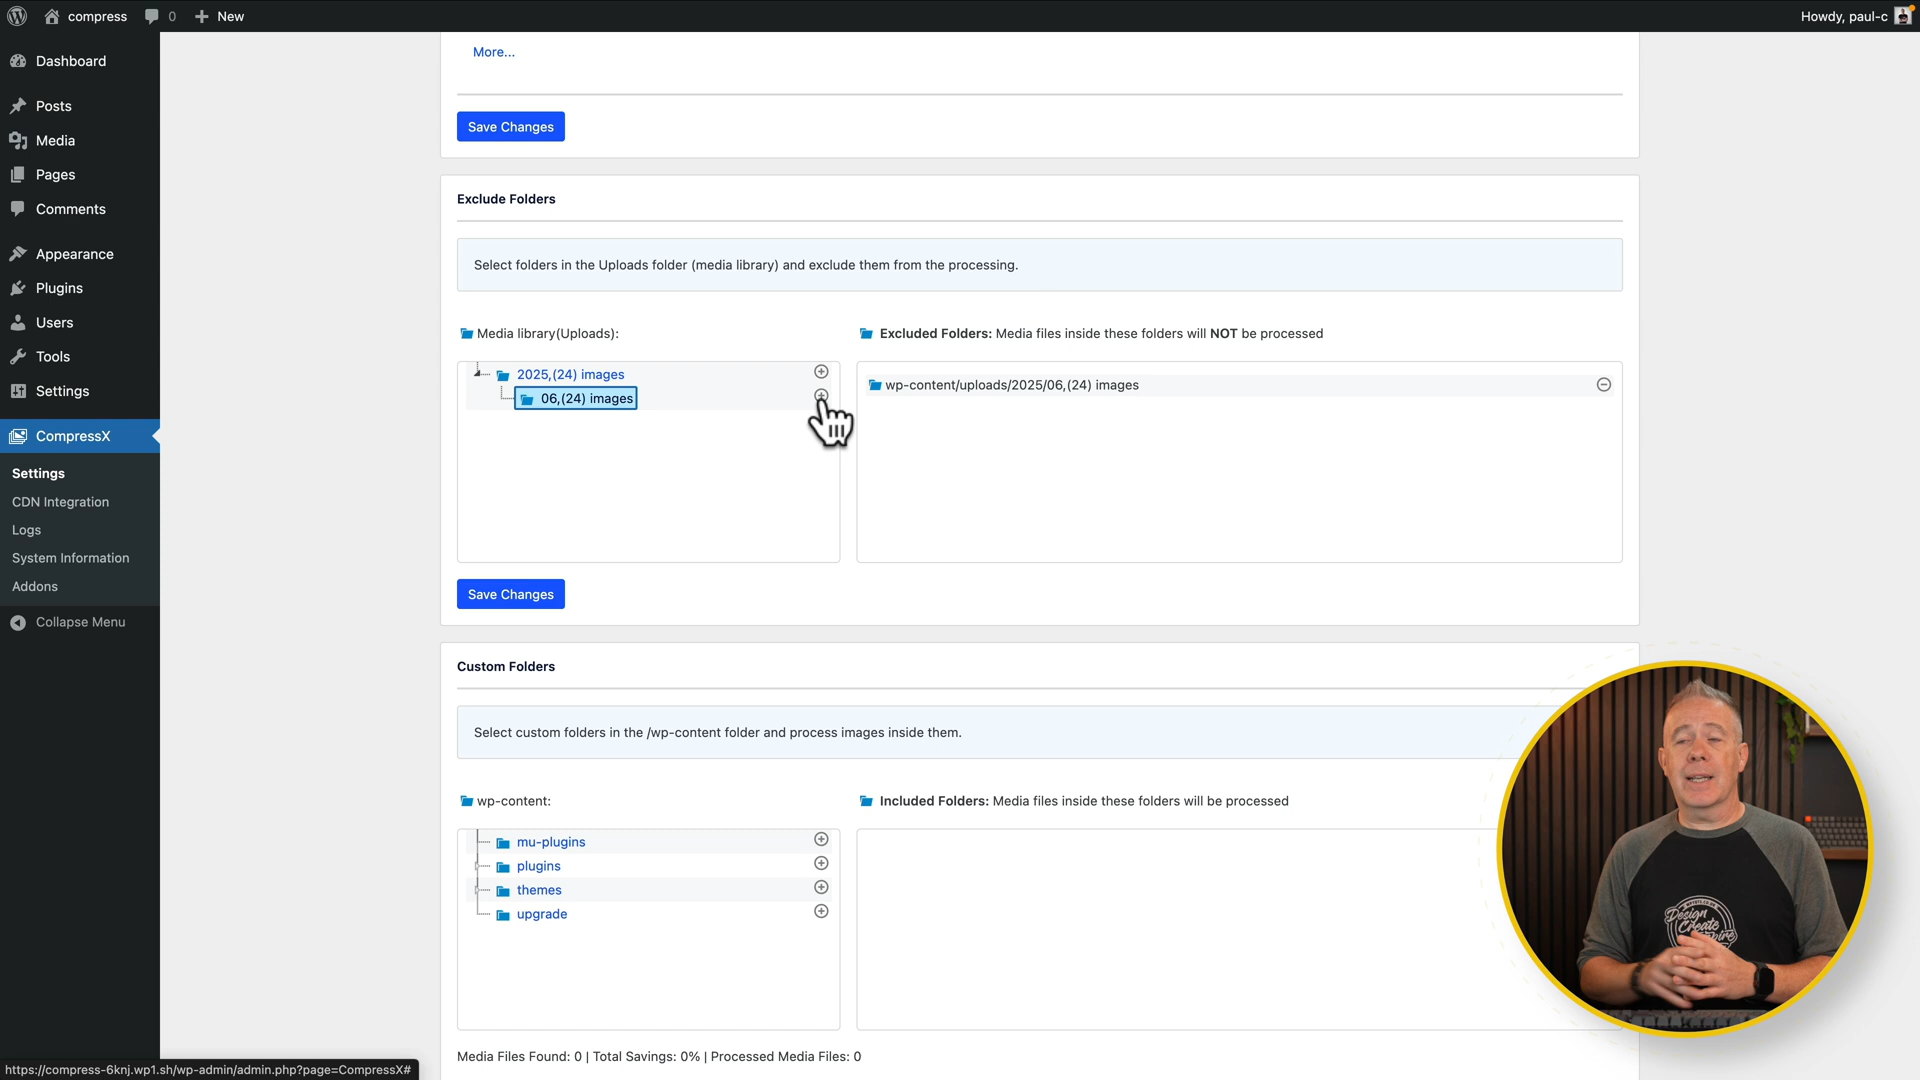 compress 0 New
Howdy, paul-c
Dashboard
Posts
Media
Pages
Comments
Appearance
Plugins
Users
Tools
Settings
CompressX
Settings
CDN Integration
Logs
System Information
Addons
Collapse Menu
More...
Save Changes
Exclude Folders
Select folders in the Uploads folder (media library) and exclude them from the processing.
Media library(Uploads):
2025,(24) images
06,(24) images
Excluded Folders: Media files inside these folders will NOT be processed
wp-content/uploads/2025/06,(24) images
Save Changes
Custom Folders
Select custom folders in the /wp-content folder and process images inside them.
wp-content:
mu-plugins
plugins
themes
upgrade
Included Folders: Media files inside these folders will be processed
Media Files Found: 0 | Total Savings: 0% | Processed Media Files: 0
Design
Create
https://compress-6knj.wp1.sh/wp-admin/admin.php?page=CompressX#